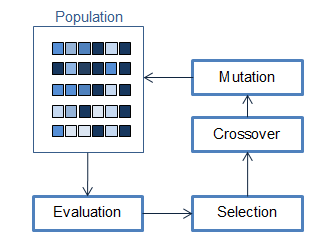 Population
Mutation
Crossover
Evaluation
Selection